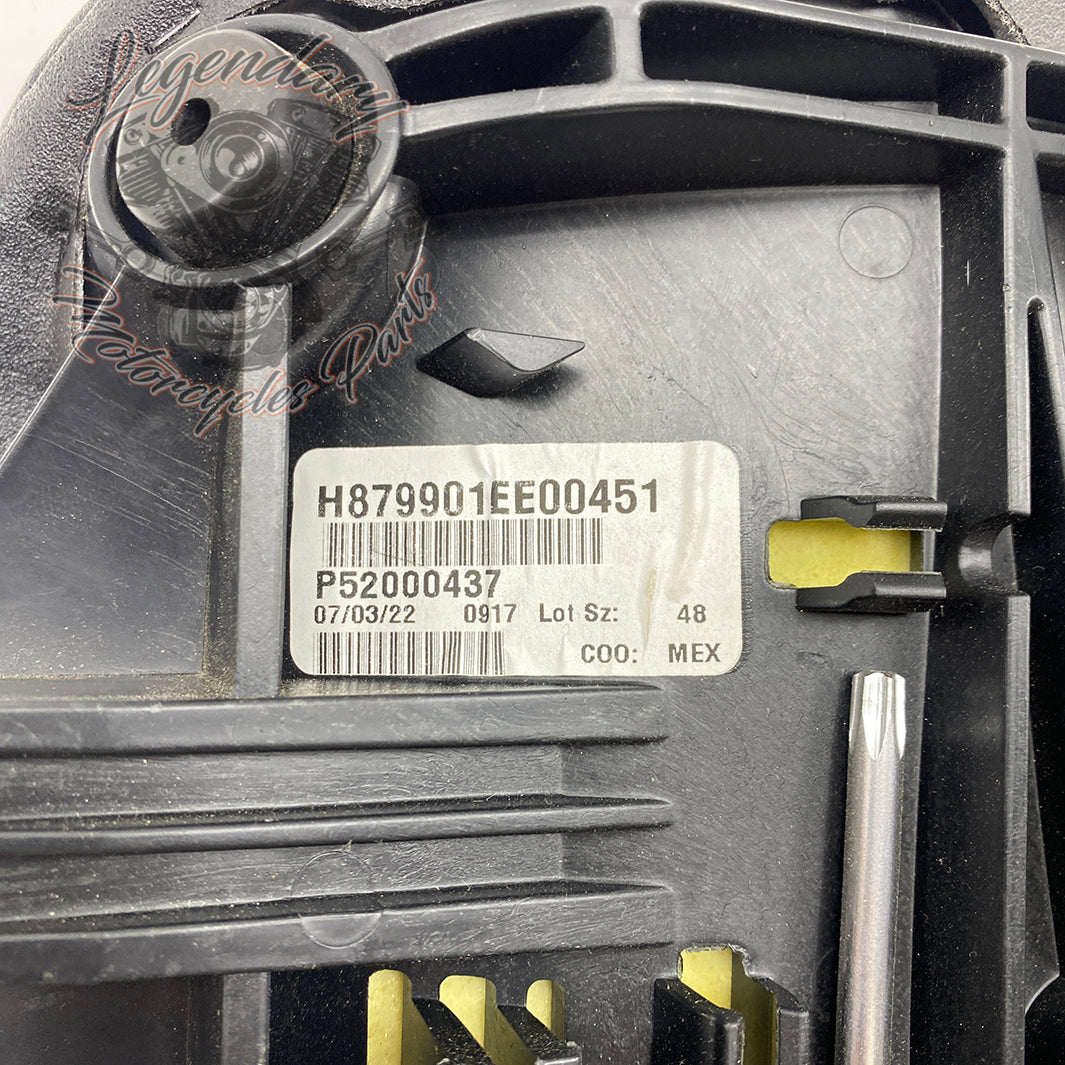 Legendary
Motorcycles Parts
H879901EE00451
P52000437
07/03/22 0917 Lot Sz: 48
COO: MEX